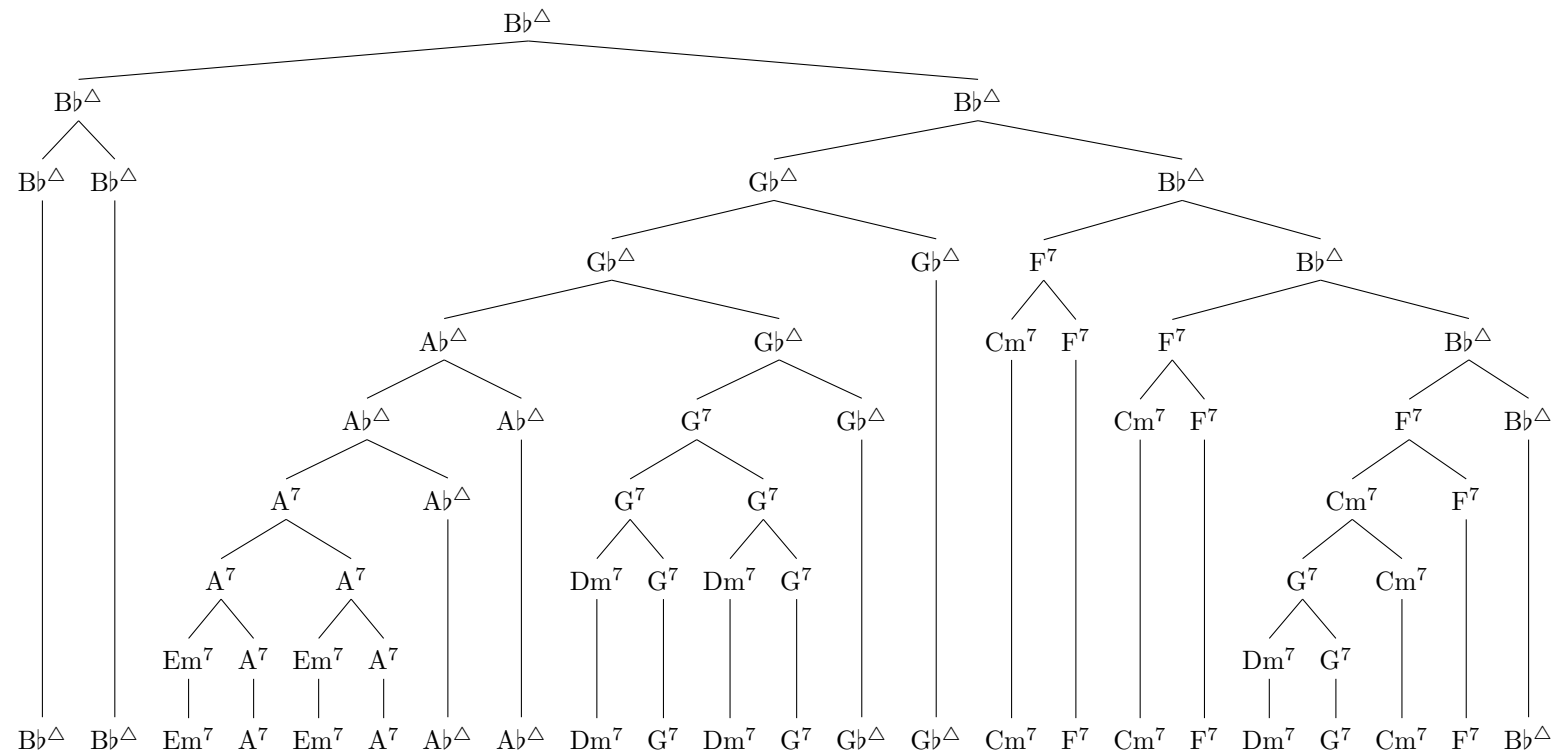 B♭△
B♭△ B♭△
B♭△ B♭△ G♭△ B♭△
G♭△ G♭△ F⁷ B♭△
A♭△ G♭△ Cm⁷ F⁷ F⁷ B♭△
A♭△ A♭△ G⁷ G♭△ Cm⁷ F⁷ F⁷ B♭△
A⁷ A♭△ G⁷ G⁷ Cm⁷ F⁷
A⁷ A⁷ Dm⁷ G⁷ Dm⁷ G⁷ G⁷ Cm⁷
Em⁷ A⁷ Em⁷ A⁷ Dm⁷ G⁷
B♭△ B♭△ Em⁷ A⁷ Em⁷ A⁷ A♭△ A♭△ Dm⁷ G⁷ Dm⁷ G⁷ G♭△ G♭△ Cm⁷ F⁷ Cm⁷ F⁷ Dm⁷ G⁷ Cm⁷ F⁷ B♭△